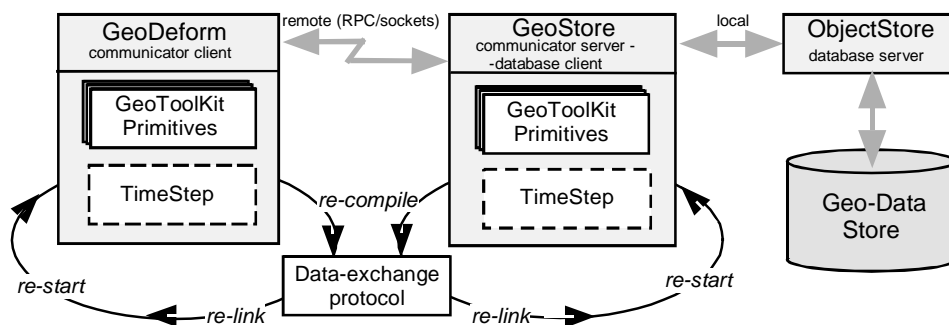 GeoDeform
communicator client
remote (RPC/sockets)
GeoStore
communicator server -
-database client
local
ObjectStore
database server
GeoToolKit
Primitives
TimeStep
GeoToolKit
Primitives
TimeStep
Geo-Data
Store
re-compile
Data-exchange
protocol
re-start
re-link
re-link
re-start